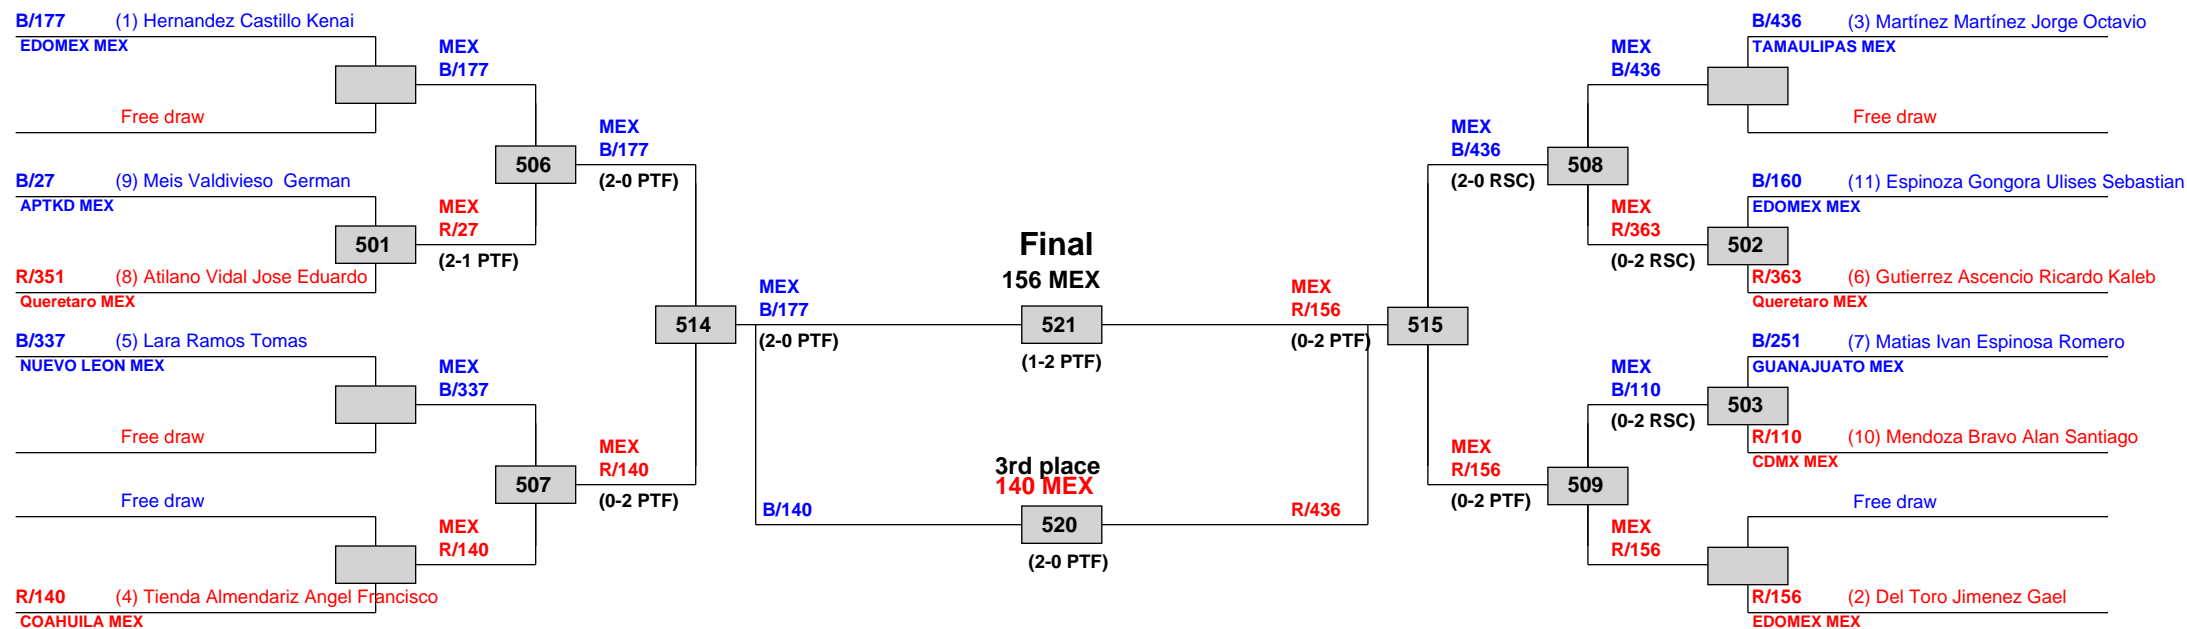 B/177 (1) Hernandez Castillo Kenai
EDOMEX MEX
MEX
B/177
Free draw
MEX
B/177
506
(2-0 PTF)
B/27 (9) Meis Valdivieso  German
APTKD MEX
MEX
R/27
501
(2-1 PTF)
R/351 (8) Atilano Vidal Jose Eduardo
Queretaro MEX
MEX
B/177
514
(2-0 PTF)
B/337 (5) Lara Ramos Tomas
NUEVO LEON MEX
MEX
B/337
Free draw
MEX
R/140
507
(0-2 PTF)
Free draw
MEX
R/140
R/140 (4) Tienda Almendariz Angel Francisco
COAHUILA MEX
Final
156 MEX
521
(1-2 PTF)
3rd place
140 MEX
B/140
520
R/436
(2-0 PTF)
MEX
R/156
515
(0-2 PTF)
B/436 (3) Martínez Martínez Jorge Octavio
TAMAULIPAS MEX
MEX
B/436
Free draw
MEX
B/436
508
(2-0 RSC)
B/160 (11) Espinoza Gongora Ulises Sebastian
EDOMEX MEX
MEX
R/363
502
(0-2 RSC)
R/363 (6) Gutierrez Ascencio Ricardo Kaleb
Queretaro MEX
B/251 (7) Matias Ivan Espinosa Romero
GUANAJUATO MEX
MEX
B/110
503
(0-2 RSC)
R/110 (10) Mendoza Bravo Alan Santiago
CDMX MEX
MEX
R/156
509
(0-2 PTF)
Free draw
MEX
R/156
R/156 (2) Del Toro Jimenez Gael
EDOMEX MEX